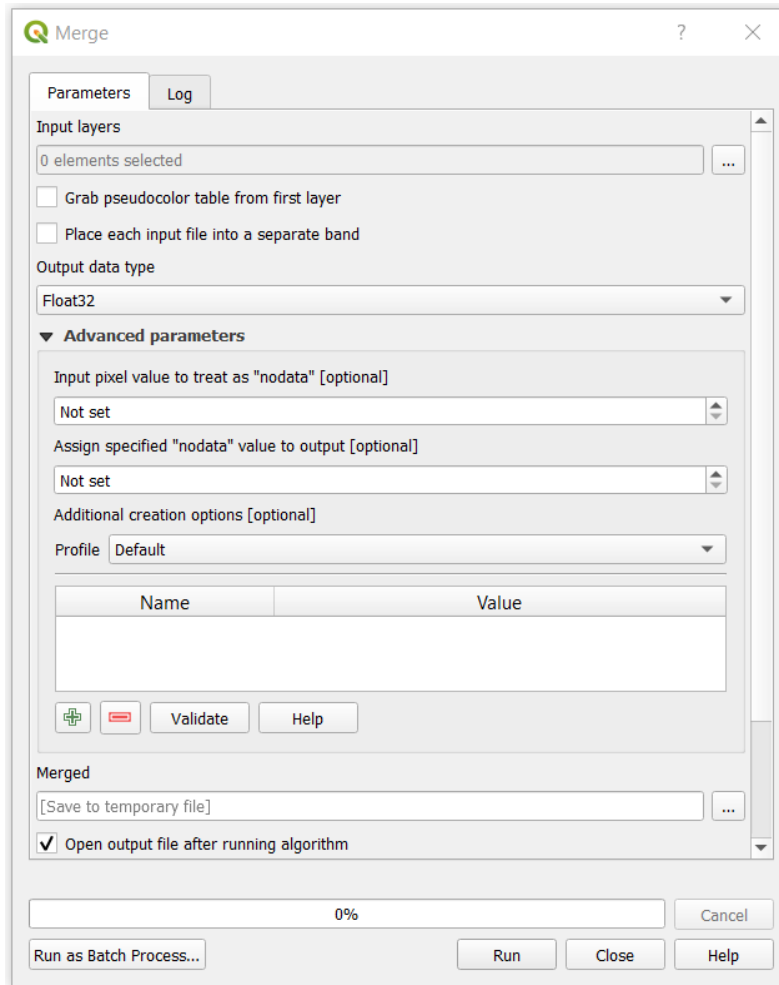 Merge
Parameters Log
Input layers
0 elements selected ...
Grab pseudocolor table from first layer
Place each input file into a separate band
Output data type
Float32
Advanced parameters
Input pixel value to treat as "nodata" [optional]
Not set
Assign specified "nodata" value to output [optional]
Not set
Additional creation options [optional]
Profile Default
Name Value
Validate Help
Merged
[Save to temporary file] ...
Open output file after running algorithm
0% Cancel
Run as Batch Process... Run Close Help